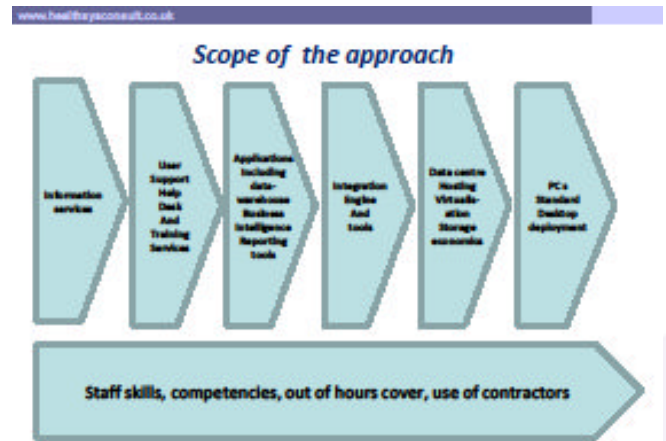 www.healthsysconsult.co.uk
Scope of the approach
Information
services
User
Support
Help
Desk
And
Training
Services
Applications
Including
data-
warehouse
Business
Intelligence
Reporting
tools
Integration
Engine
And
tools
Data centre
Hosting
Virtualis-
ation
Storage
economics
PCs
Standard
Desktop
deployment
Staff skills, competencies, out of hours cover, use of contractors